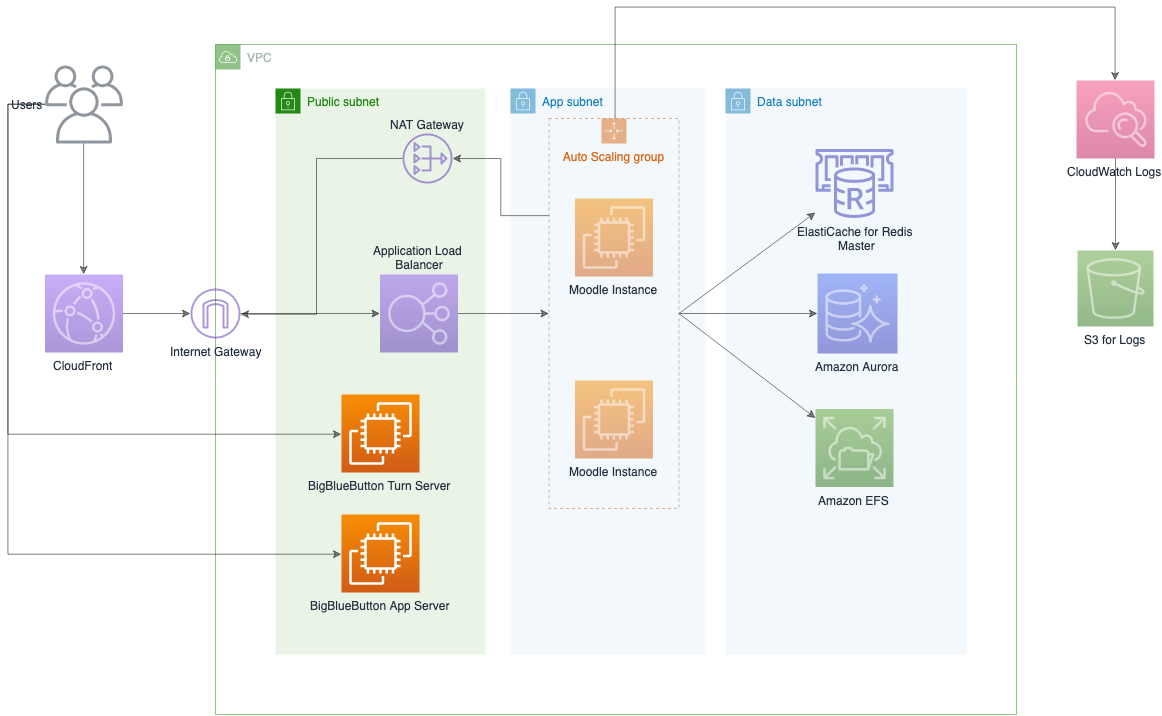 Users
VPC
Public subnet
App subnet
Data subnet
NAT Gateway
Auto Scaling group
CloudWatch Logs
ElastiCache for Redis
Master
Application Load
Balancer
Moodle Instance
S3 for Logs
Internet Gateway
CloudFront
Amazon Aurora
Moodle Instance
BigBlueButton Turn Server
R
Amazon EFS
BigBlueButton App Server